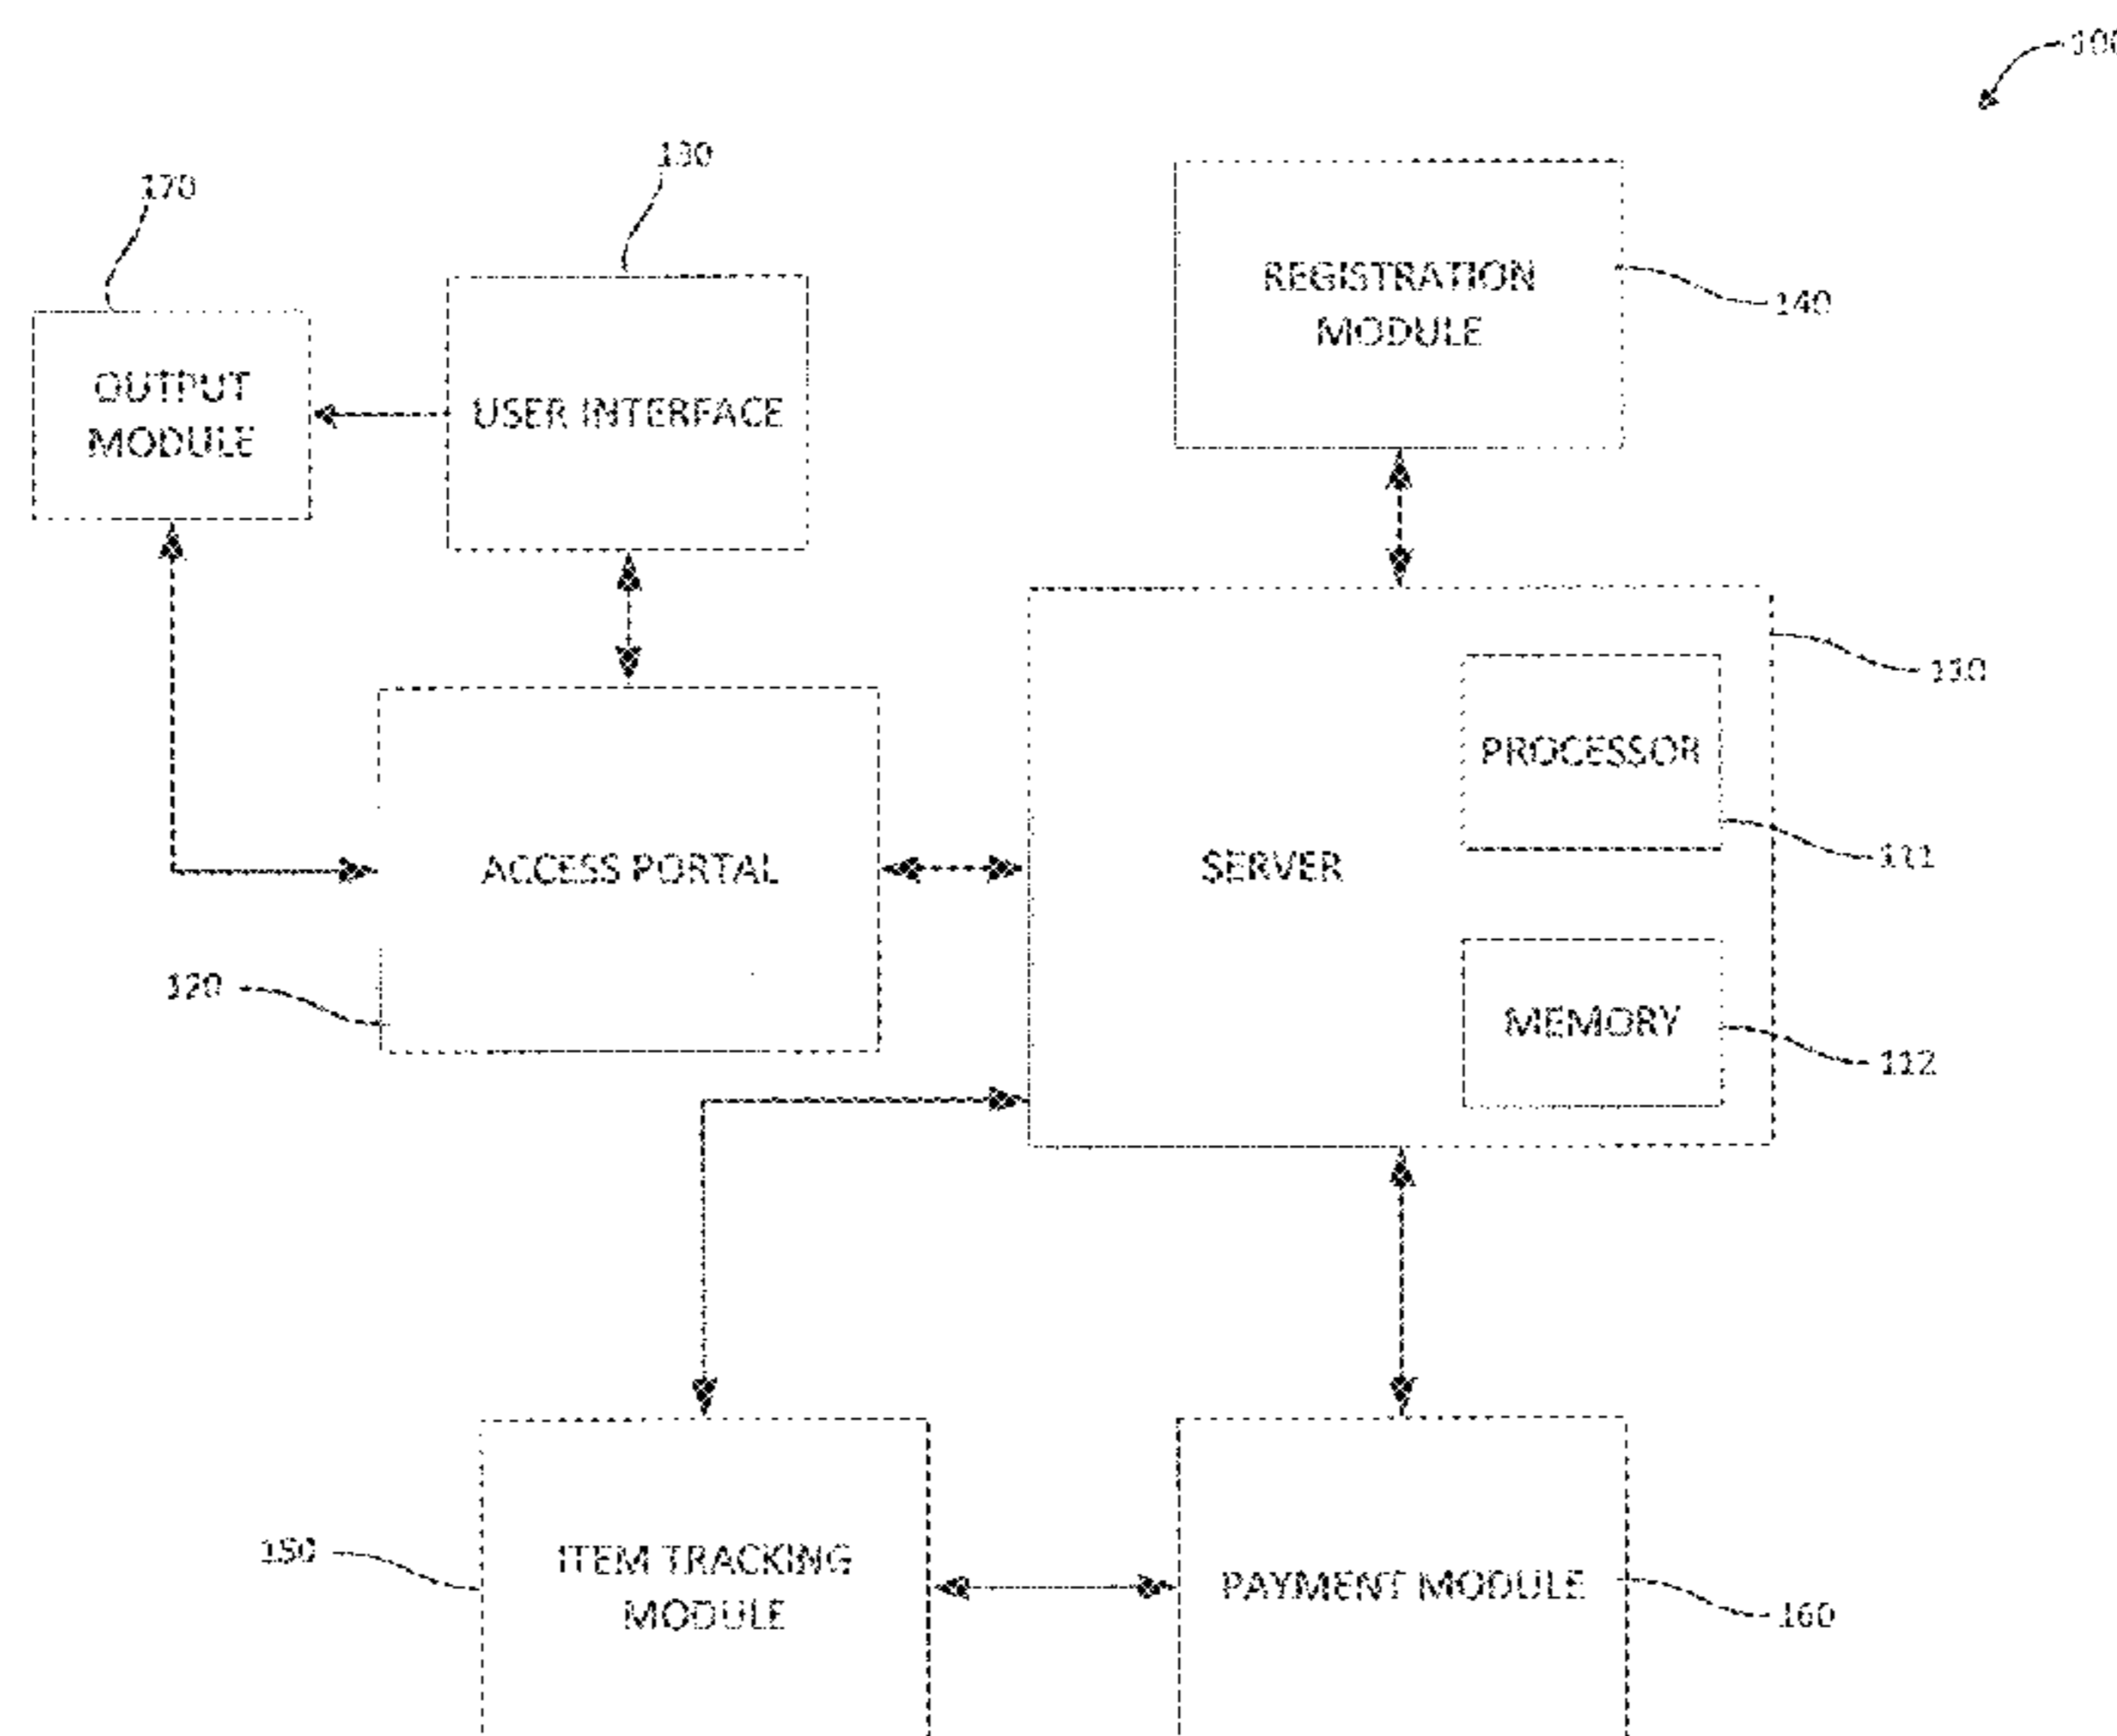 100
130
170
REGISTRATION
MODULE
140
OUTPUT
MODULE
USER INTERFACE
110
PROCESSOR
111
ACCESS PORTAL
SERVER
120
MEMORY
112
150
ITEM TRACKING
MODULE
PAYMENT MODULE
160